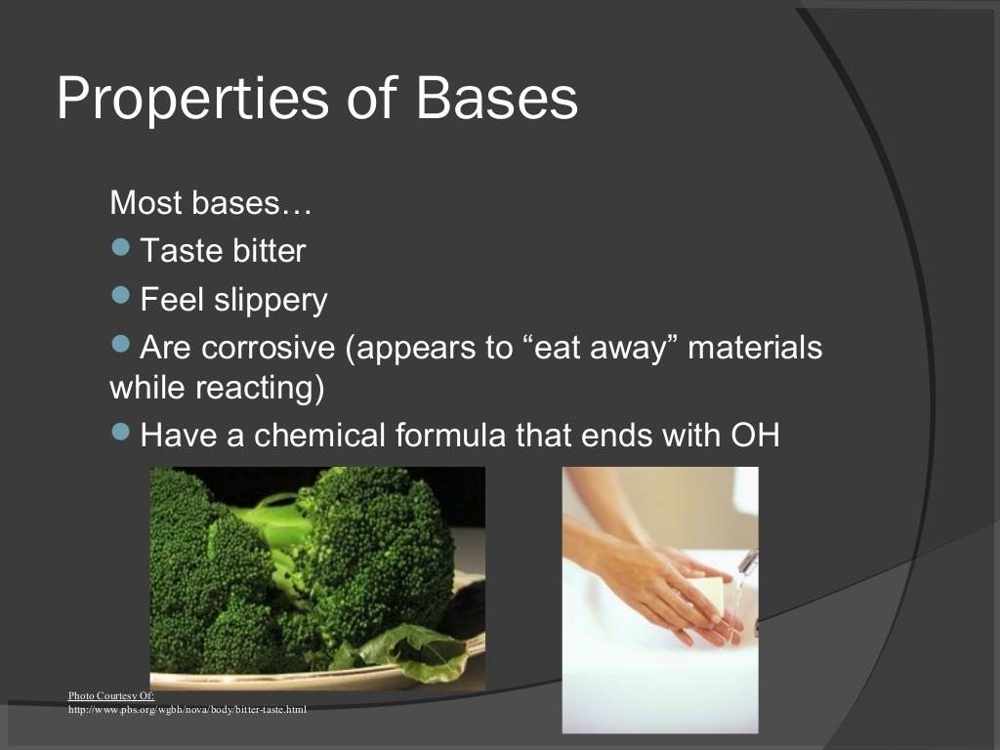 Properties of Bases
Most bases…
Taste bitter
Feel slippery
Are corrosive (appears to “eat away” materials
while reacting)
Have a chemical formula that ends with OH
Photo Courtesy Of:
http://www.pbs.org/wgbh/nova/body/bitter-taste.html